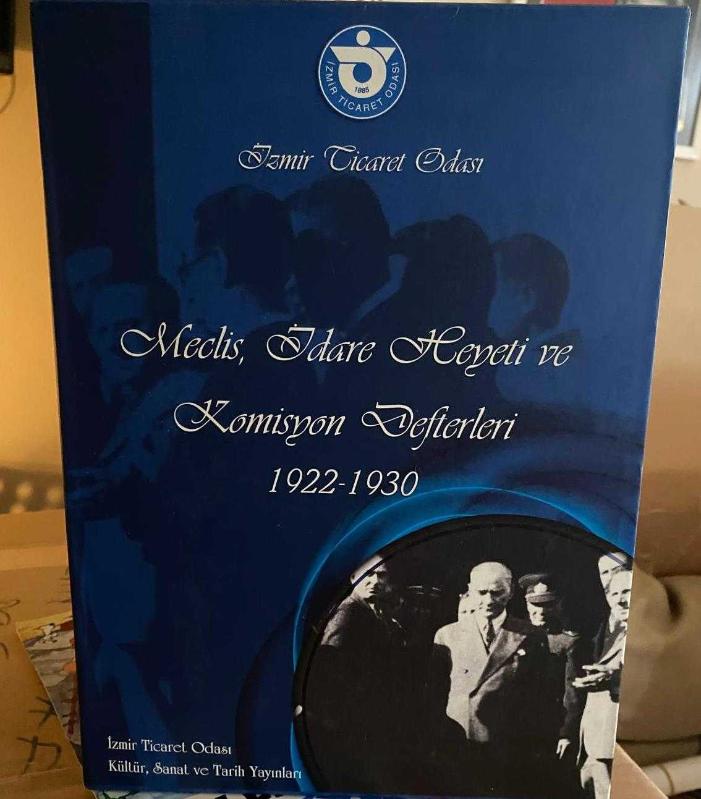 İZMİR TİCARET ODASI
1885
İzmir Ticaret Odası
Meclis, İdare Heyeti ve
Komisyon Defterleri
1922-1930
İzmir Ticaret Odası
Kültür, Sanat ve Tarih Yayınları